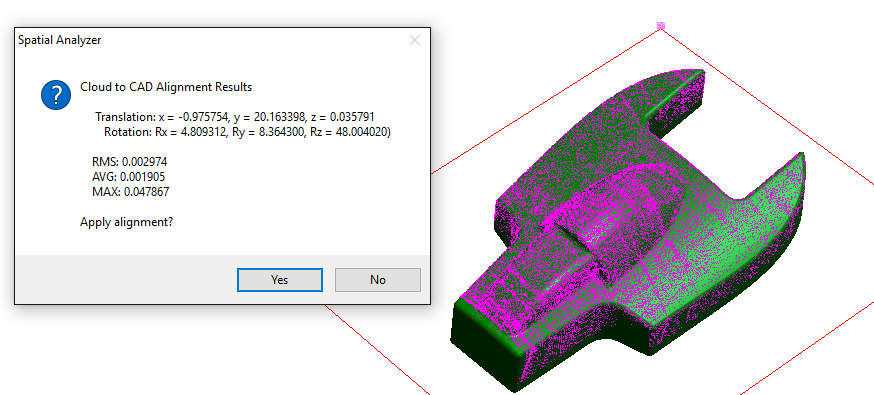 Spatial Analyzer
?
Cloud to CAD Alignment Results
Translation: x = -0.975754, y = 20.163398, z = 0.035791
Rotation: Rx = 4.809312, Ry = 8.364300, Rz = 48.004020)
RMS: 0.002974
AVG: 0.001905
MAX: 0.047867
Apply alignment?
Yes
No